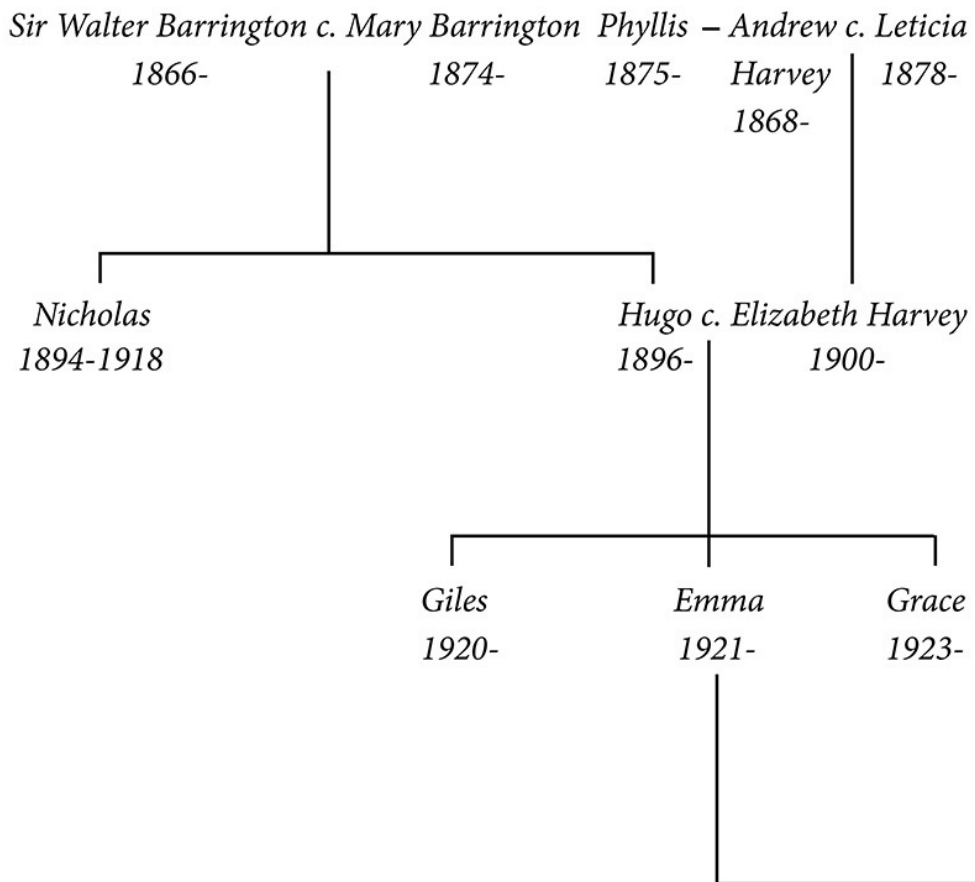 Sir Walter Barrington c. Mary Barrington Phyllis – Andrew c. Leticia
1866- 1874- 1875- Harvey 1878-
1868-
Nicholas Hugo c. Elizabeth Harvey
1894-1918 1896- 1900-
Giles Emma Grace
1920- 1921- 1923-